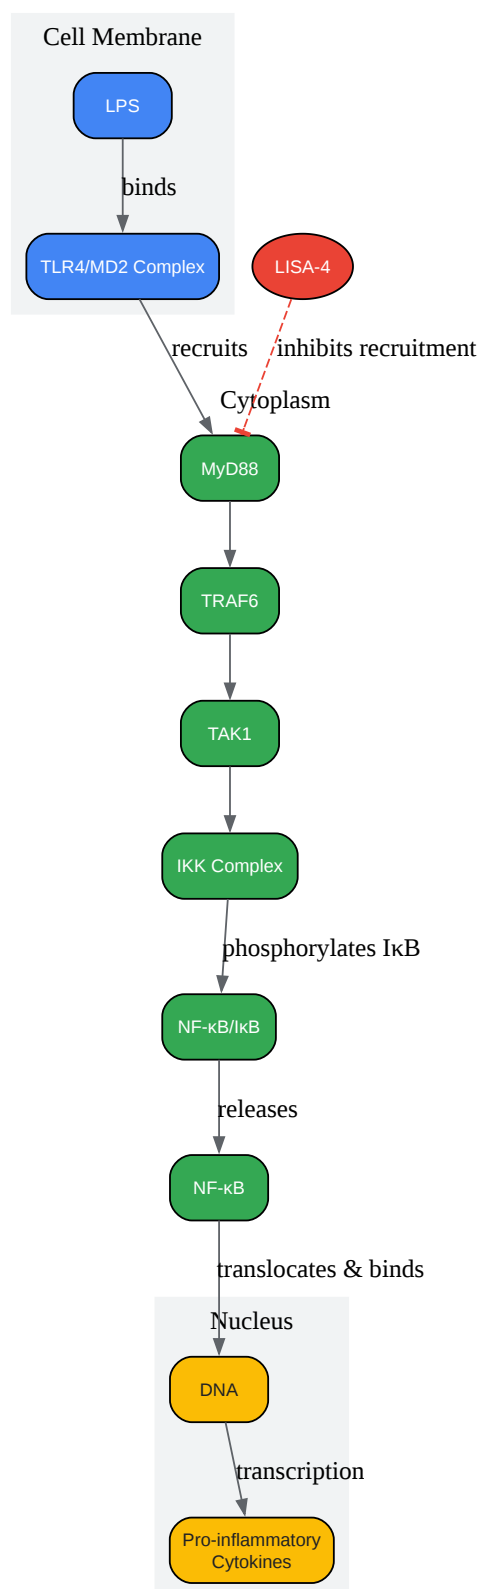 Cell Membrane
LPS
binds
TLR4/MD2 Complex
LISA-4
recruits
inhibits recruitment
Cytoplasm
MyD88
TRAF6
TAK1
IKK Complex
phosphorylates IκB
NF-κB/IκB
releases
NF-κB
translocates & binds
Nucleus
DNA
transcription
Pro-inflammatory
Cytokines